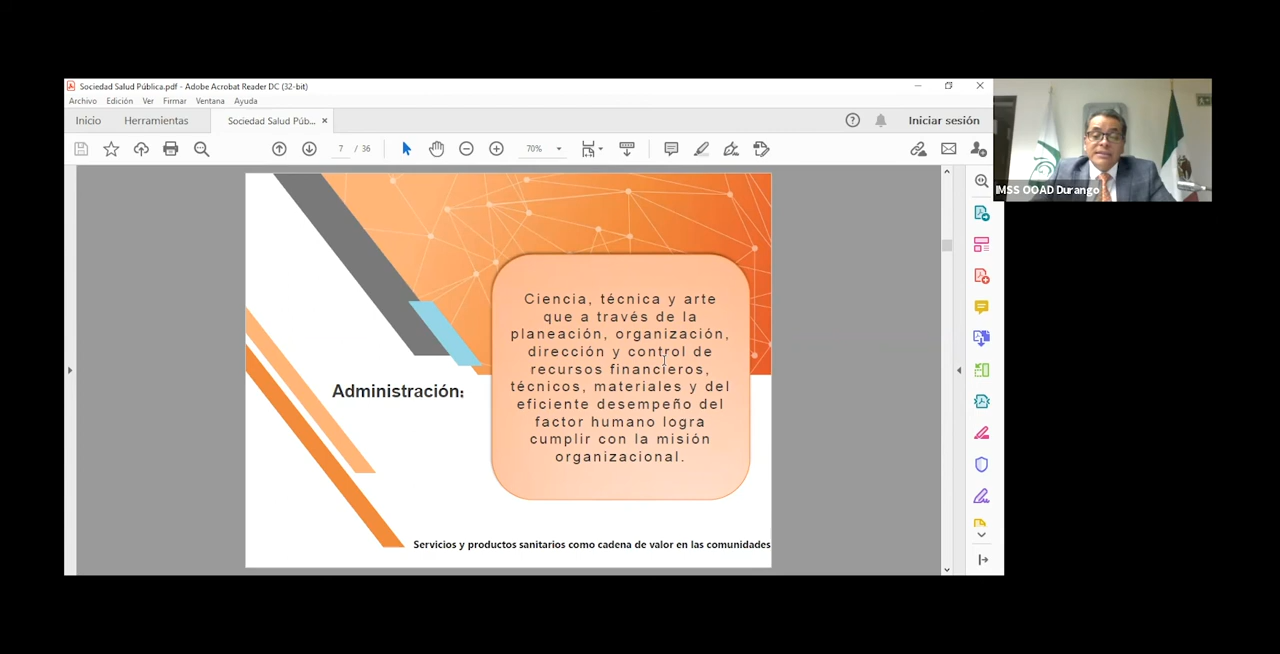 Sociedad Salud Pública.pdf - Adobe Acrobat Reader DC (32-bit)
Archivo Edición Ver Firmar Ventana Ayuda
Inicio Herramientas Sociedad Salud Púb... × Iniciar sesión
7 / 36 70%
IMSS OOAD Durango
Ciencia, técnica y arte
que a través de la
planeación, organización,
dirección y control de
recursos financieros,
técnicos, materiales y del
eficiente desempeño del
factor humano logra
cumplir con la misión
organizacional.
Administración:
Servicios y productos sanitarios como cadena de valor en las comunidades